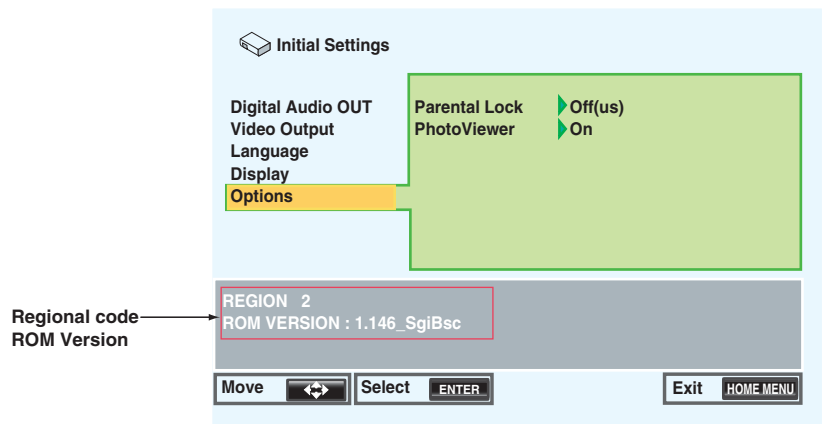 Initial Settings
Digital Audio OUT
Video Output
Language
Display
Options
Parental Lock Off(us)
PhotoViewer On
Regional code
ROM Version
REGION 2
ROM VERSION : 1.146_SgiBsc
Move
Select ENTER
Exit HOME MENU